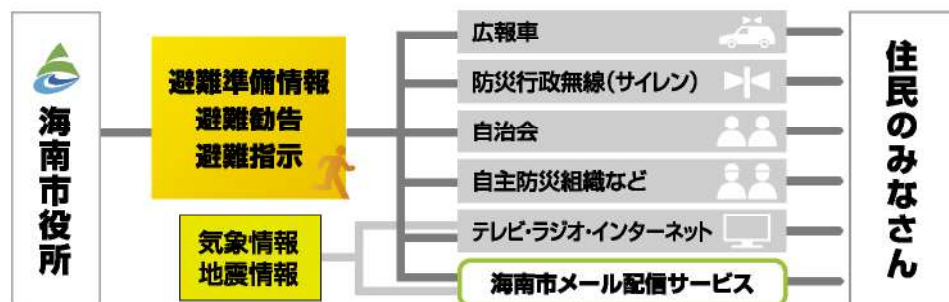 海南市役所
避難準備情報
避難勧告
避難指示
気象情報
地震情報
広報車
防災行政無線（サイレン）
自治会
自主防災組織など
テレビ・ラジオ・インターネット
海南市メール配信サービス
住民のみなさん